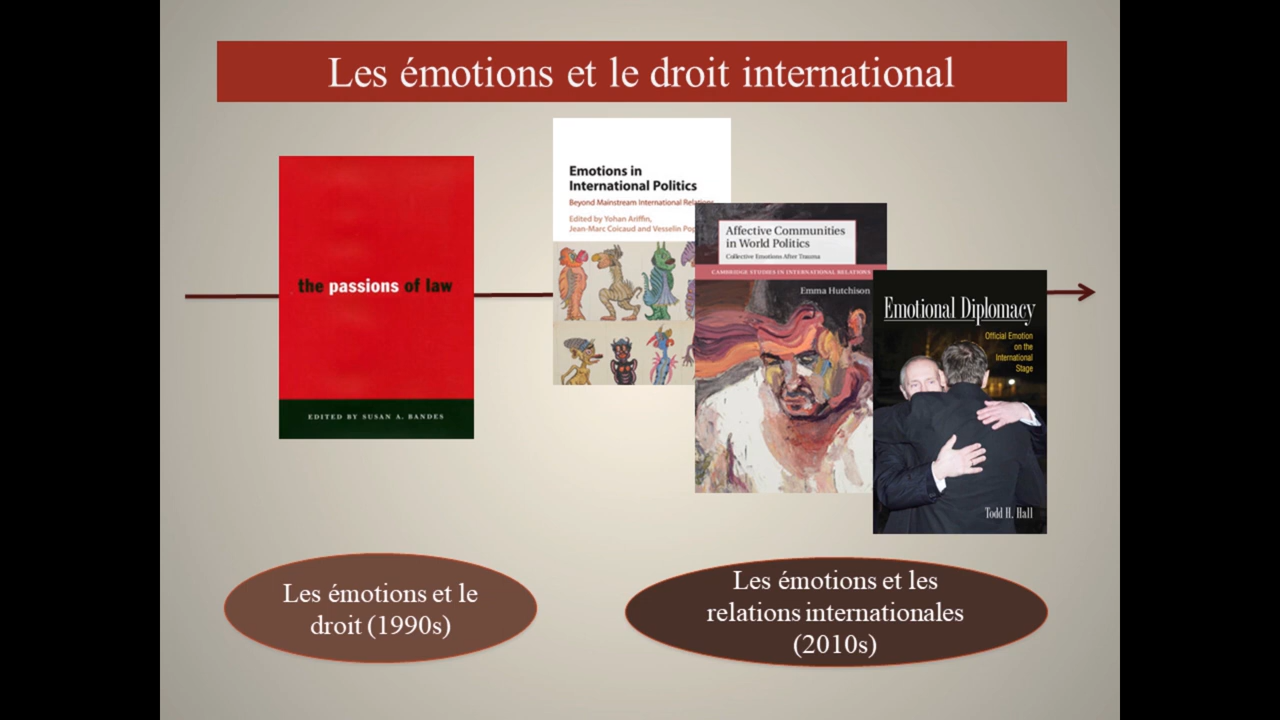 Les émotions et le droit international
the passions of law
EDITED BY SUSAN A. BANDES
Emotions in
International Politics
Beyond Mainstream International
Edited by Yohan Ariffin,
Jean-Marc Coicaud and Vesselin
Affective Communities
in World Politics
Collective Emotions After Trauma
CAMBRIDGE STUDIES IN INTERNATIONAL RELATIONS
Emma Hutchison
Emotional Diplomacy
Official Emotion
on the
International
Stage
Todd H. Hall
Les émotions et le
droit (1990s)
Les émotions et les
relations internationales
(2010s)